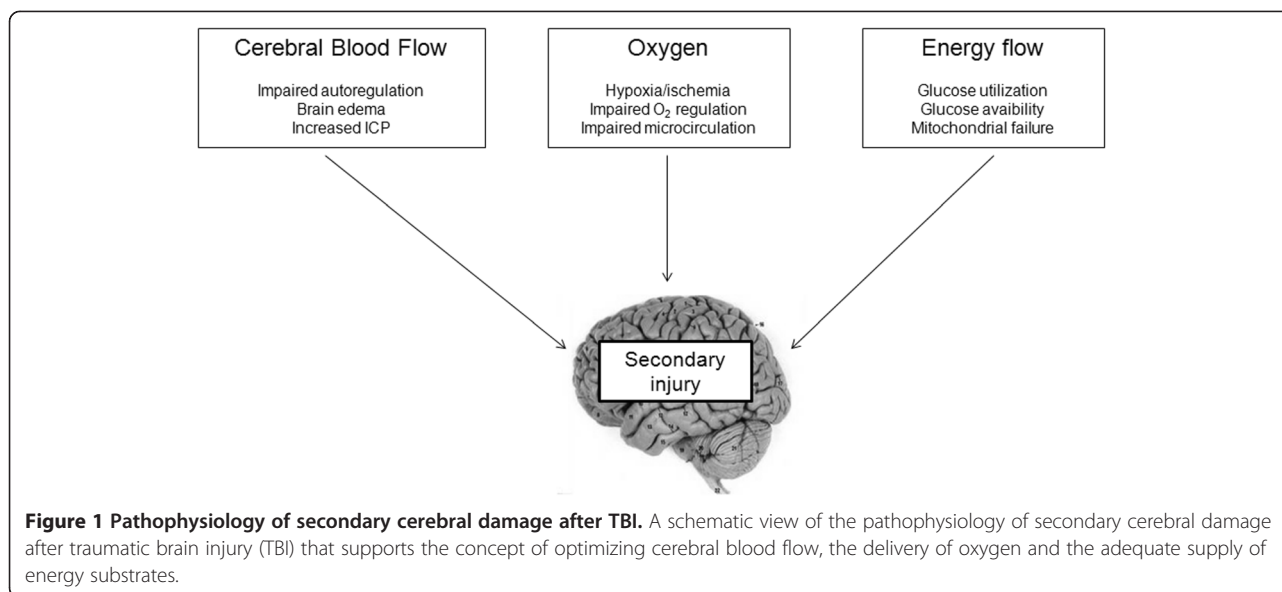 Cerebral Blood Flow
Impaired autoregulation
Brain edema
Increased ICP
Oxygen
Hypoxia/ischemia
Impaired O₂ regulation
Impaired microcirculation
Energy flow
Glucose utilization
Glucose avaibility
Mitochondrial failure
Secondary
injury
Figure 1 Pathophysiology of secondary cerebral damage after TBI. A schematic view of the pathophysiology of secondary cerebral damage
after traumatic brain injury (TBI) that supports the concept of optimizing cerebral blood flow, the delivery of oxygen and the adequate supply of
energy substrates.